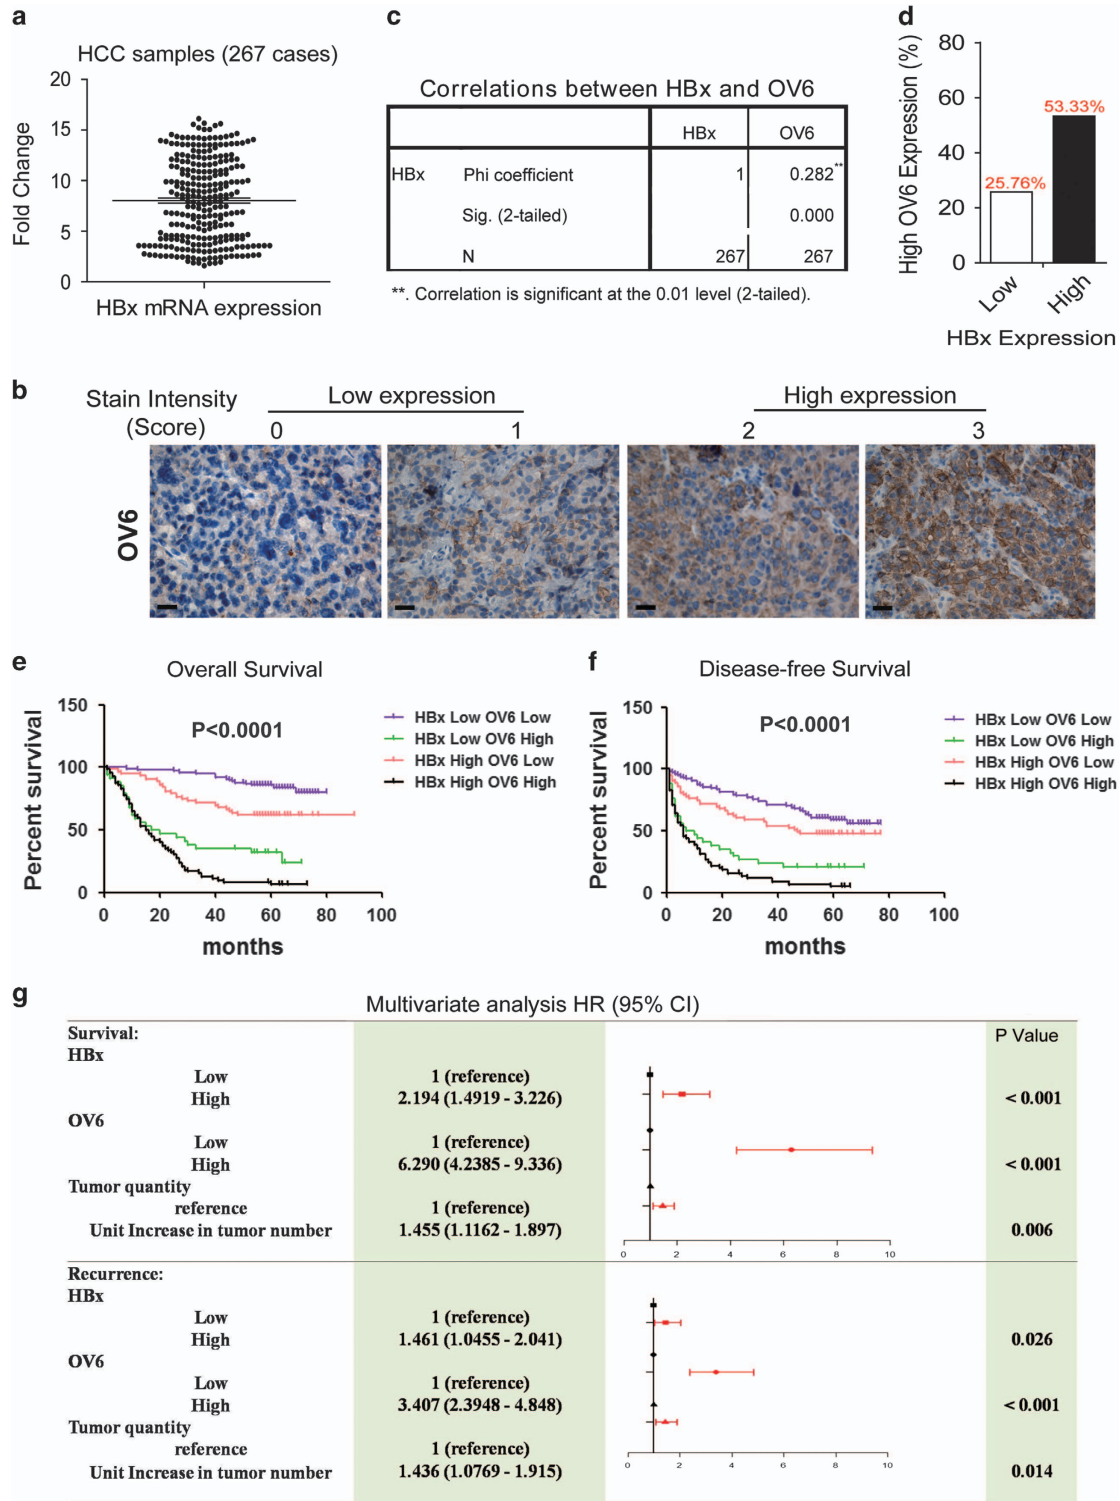 a
HCC samples (267 cases)
Fold Change
20
15
10
5
0
HBx mRNA expression
c
Correlations between HBx and OV6
HBx OV6
HBx Phi coefficient 1 0.282**
Sig. (2-tailed) 0.000
N 267 267
**. Correlation is significant at the 0.01 level (2-tailed).
d
High OV6 Expression (%)
80
60
40
20
0
25.76%
53.33%
Low High
HBx Expression
b
Stain Intensity
(Score)
Low expression High expression
0 1 2 3
OV6
e
Overall Survival
Percent survival
150
100
50
0
P<0.0001
HBx Low OV6 Low
HBx Low OV6 High
HBx High OV6 Low
HBx High OV6 High
0 20 40 60 80 100
months
f
Disease-free Survival
Percent survival
150
100
50
0
P<0.0001
HBx Low OV6 Low
HBx Low OV6 High
HBx High OV6 Low
HBx High OV6 High
0 20 40 60 80 100
months
g
Multivariate analysis HR (95% CI)
Survival: P Value
HBx
Low 1 (reference)
High 2.194 (1.4919 - 3.226) < 0.001
OV6
Low 1 (reference)
High 6.290 (4.2385 - 9.336) < 0.001
Tumor quantity
reference 1 (reference)
Unit Increase in tumor number 1.455 (1.1162 - 1.897) 0.006
0 2 4 6 8 10
Recurrence:
HBx
Low 1 (reference)
High 1.461 (1.0455 - 2.041) 0.026
OV6
Low 1 (reference)
High 3.407 (2.3948 - 4.848) < 0.001
Tumor quantity
reference 1 (reference)
Unit Increase in tumor number 1.436 (1.0769 - 1.915) 0.014
0 2 4 6 8 10